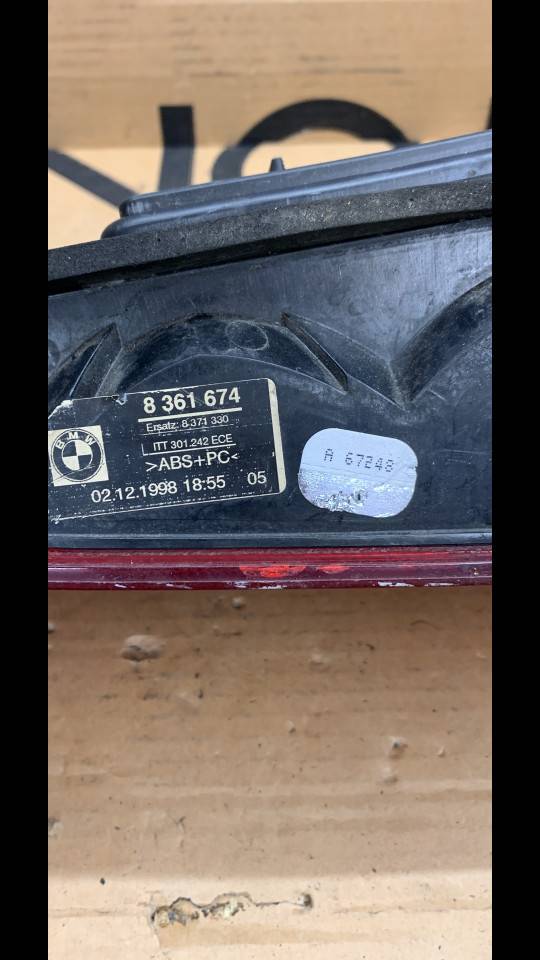 BMW
8 361 674
Ersatz: 8 371 330
L ITT 301.242 ECE
>ABS+PC<
02.12.1998 18:55 05
A 67248